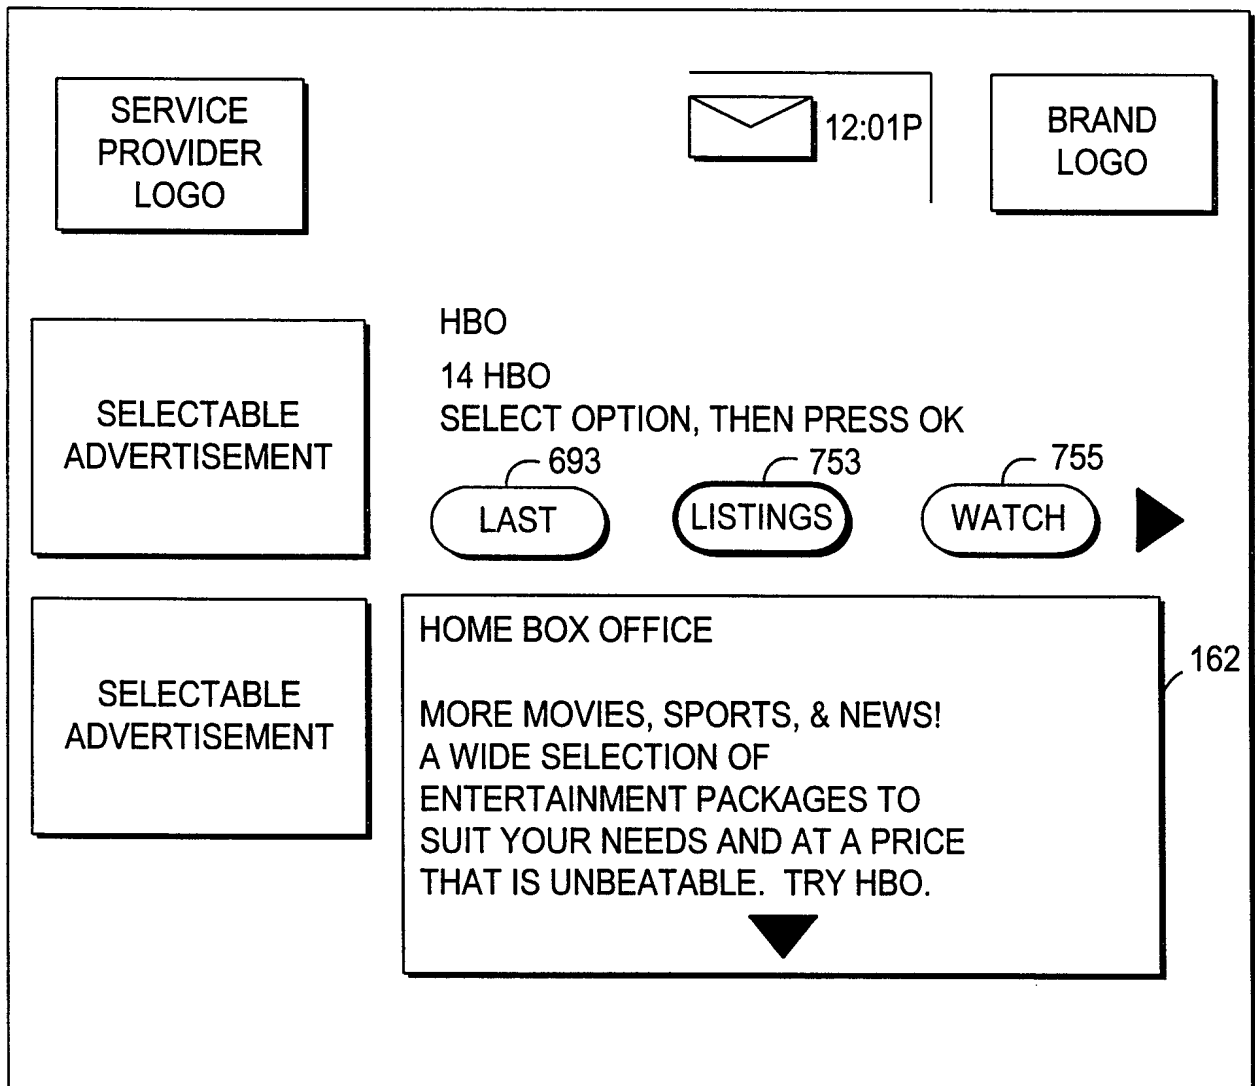 SERVICE
PROVIDER
LOGO
12:01P
BRAND
LOGO
SELECTABLE
ADVERTISEMENT
HBO
14 HBO
SELECT OPTION, THEN PRESS OK
693
753
755
LAST
LISTINGS
WATCH
SELECTABLE
ADVERTISEMENT
HOME BOX OFFICE
MORE MOVIES, SPORTS, & NEWS!
A WIDE SELECTION OF
ENTERTAINMENT PACKAGES TO
SUIT YOUR NEEDS AND AT A PRICE
THAT IS UNBEATABLE. TRY HBO.
162